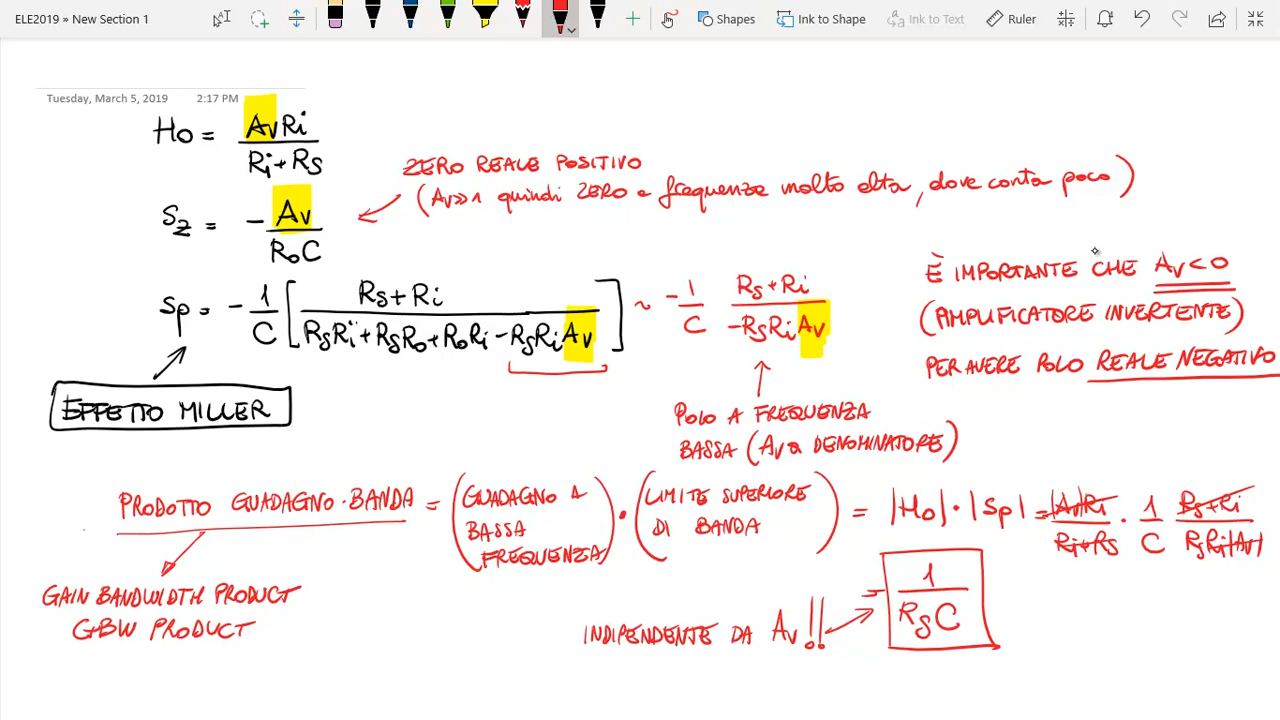 ELE2019 » New Section 1
Shapes
Ink to Shape
Ink to Text
Ruler
Tuesday, March 5, 2019 2:17 PM
Ho = AvRi / Ri+Rs
Sz = - Av / RoC
ZERO REALE POSITIVO
(Av>>1 quindi ZERO a frequenza molto alta, dove conta poco)
Sp = - 1/C [ Rs+Ri / RsRi+RsRo+RoRi-RsRiAv ] ~ - 1/C Rs+Ri / -RsRiAv
È IMPORTANTE CHE Av<0
(AMPLIFICATORE INVERTENTE)
PER AVERE POLO REALE NEGATIVO
EFFETTO MILLER
POLO A FREQUENZA
BASSA (Av a DENOMINATORE)
PRODOTTO GUADAGNO·BANDA = (GUADAGNO A BASSA FREQUENZA) · (LIMITE SUPERIORE DI BANDA) = |Ho|·|Sp| = |Av|Ri / Ri+Rs · 1/C Rs+Ri / RsRi|Av|
= 1 / RsC
GAIN BANDWIDTH PRODUCT
GBW PRODUCT
INDIPENDENTE DA Av!!